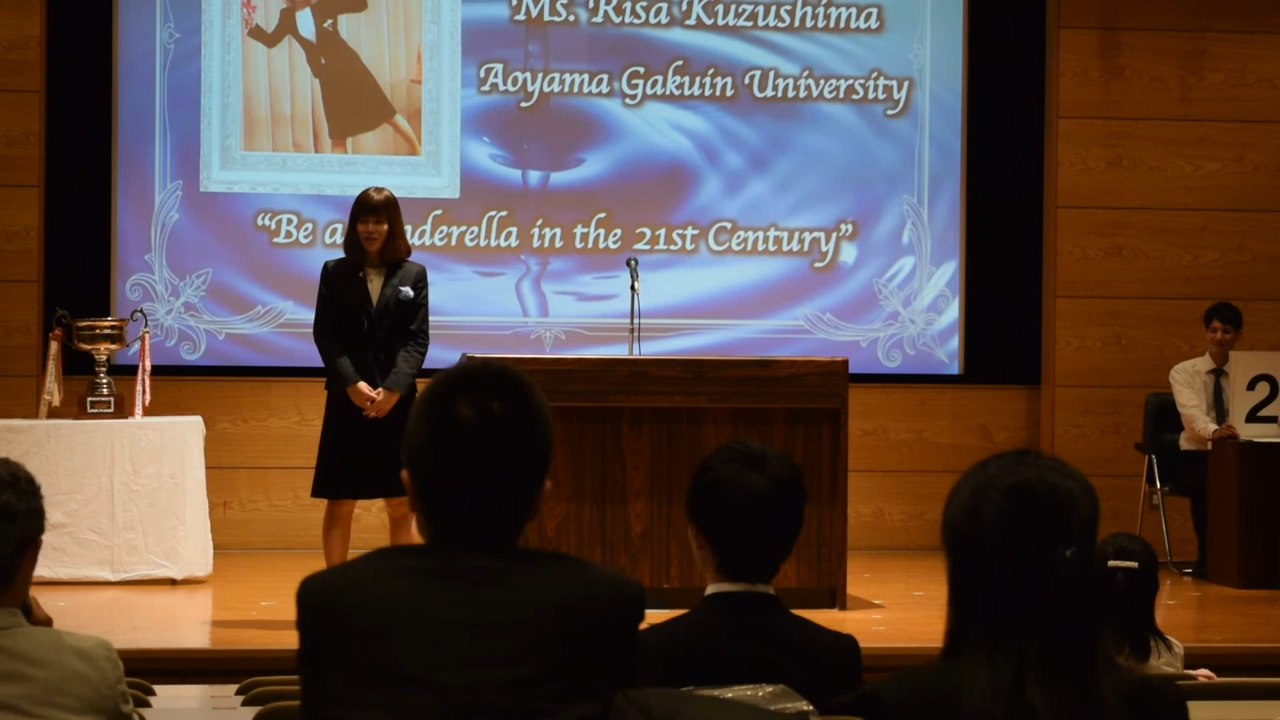 Ms. Risa Kuzushima
Aoyama Gakuin University
“Be a nderella in the 21st Century”
2